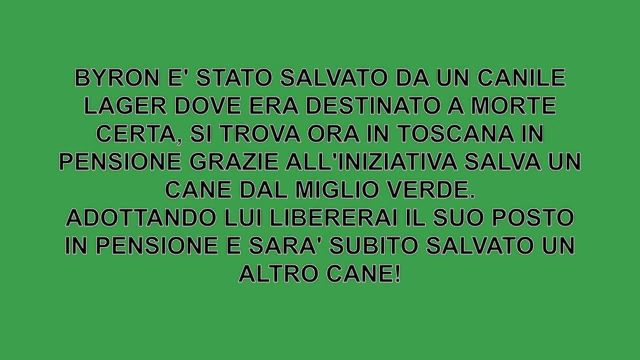 BYRON E' STATO SALVATO DA UN CANILE
LAGER DOVE ERA DESTINATO A MORTE
CERTA, SI TROVA ORA IN TOSCANA IN
PENSIONE GRAZIE ALL'INIZIATIVA SALVA UN
CANE DAL MIGLIO VERDE.
ADOTTANDO LUI LIBERERAI IL SUO POSTO
IN PENSIONE E SARA' SUBITO SALVATO UN
ALTRO CANE!